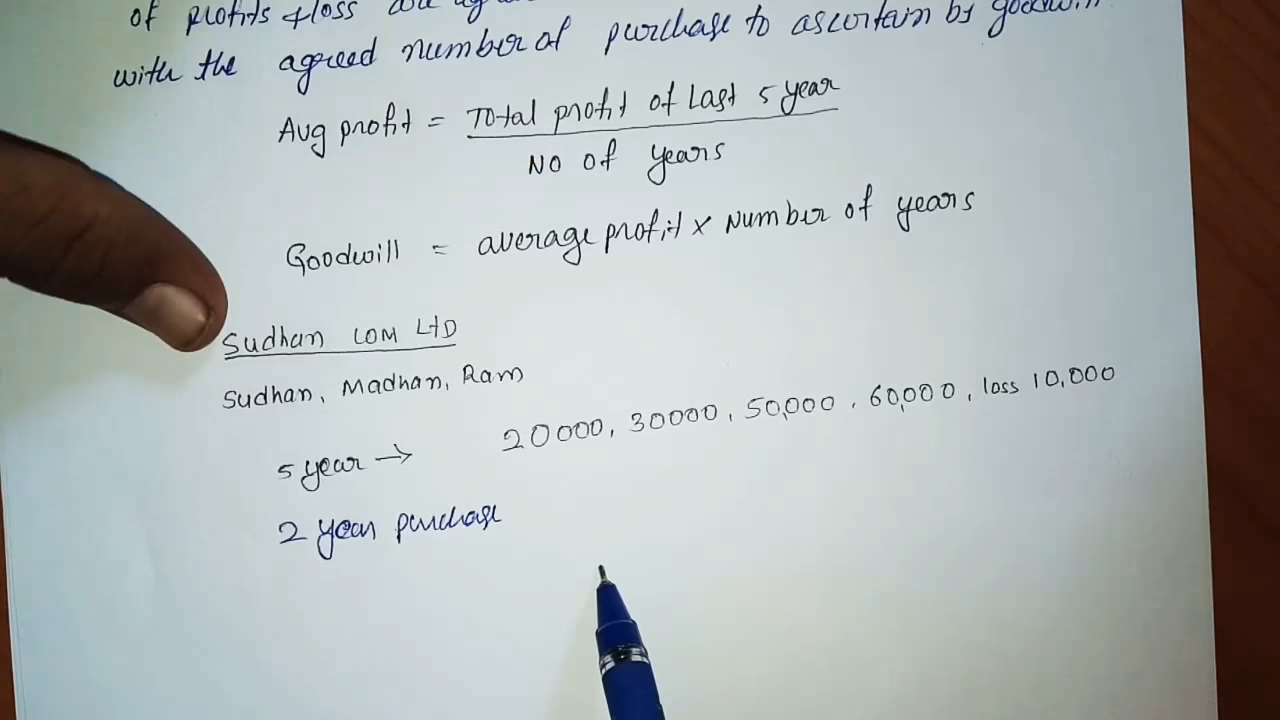 of profits + loss are
with the agreed number of purchase to ascertain by goodwill
Avg profit = Total profit of Last 5 year
No of years
Goodwill = average profit x Number of years
Sudhan com Ltd
Sudhan, Madhan, Ram
5 year → 20000, 30000, 50,000, 60,000, loss 10,000
2 year purchase